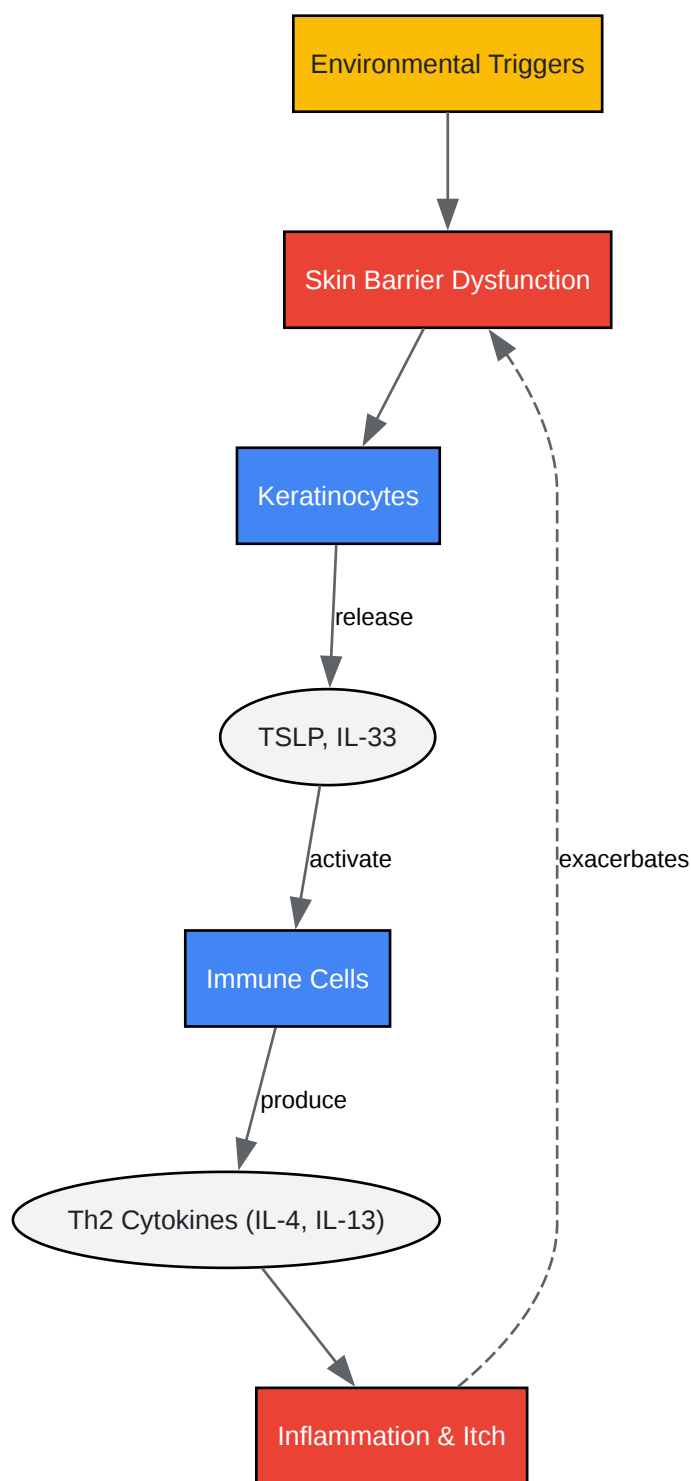 Environmental Triggers
Skin Barrier Dysfunction
Keratinocytes
release
TSLP, IL-33
activate
exacerbates
Immune Cells
produce
Th2 Cytokines (IL-4, IL-13)
Inflammation & Itch